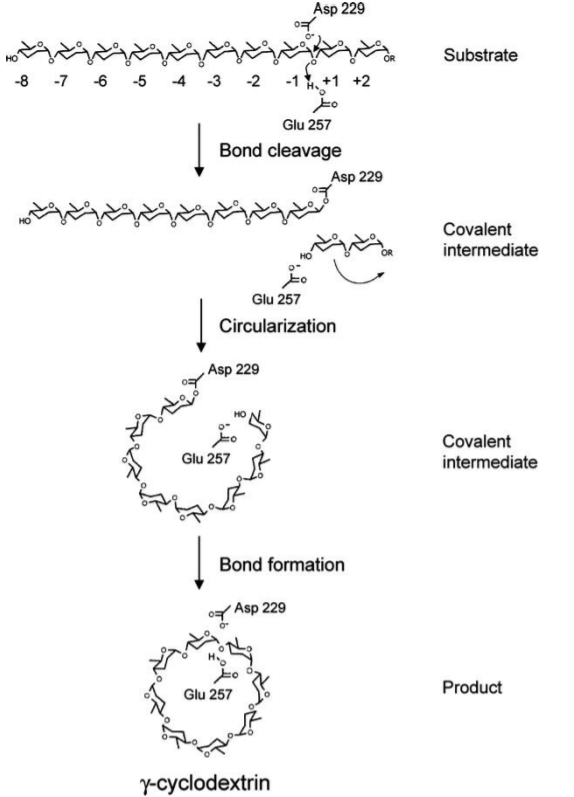 Asp 229
O
O-
HO O O O O O O O O O O O O O O O O O O OR
Substrate
-8 -7 -6 -5 -4 -3 -2 -1 +1 +2
H
O
O
Glu 257
Bond cleavage
Asp 229
O
O
HO
HO
OR
O-
O
Glu 257
Covalent
intermediate
Circularization
Asp 229
O
O
HO
O-
O
Glu 257
Covalent
intermediate
Bond formation
Asp 229
O
O-
H
O
O
Glu 257
Product
γ-cyclodextrin